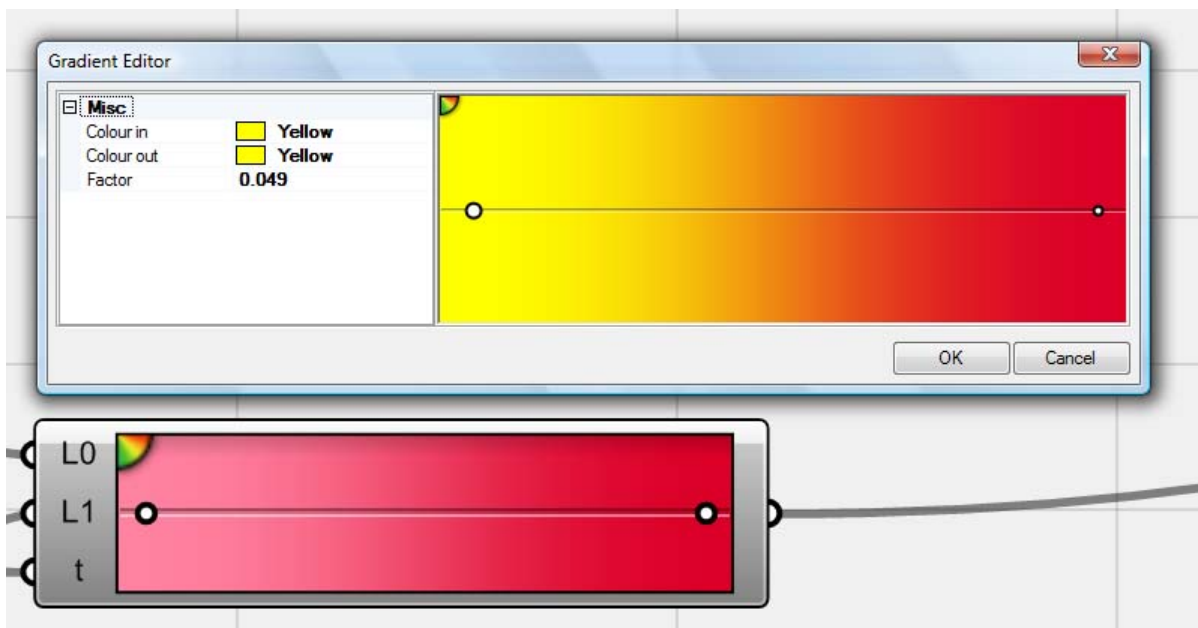 Gradient Editor
Misc
Colour in Yellow
Colour out Yellow
Factor 0.049
OK Cancel
L0
L1
t